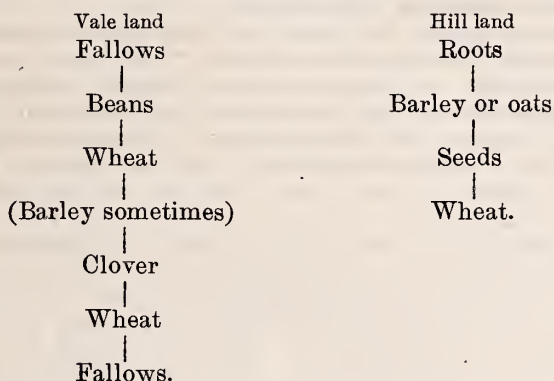 Vale land
Fallows
Beans
Wheat
(Barley sometimes)
Clover
Wheat
Fallows.
Hill land
Roots
Barley or oats
Seeds
Wheat.